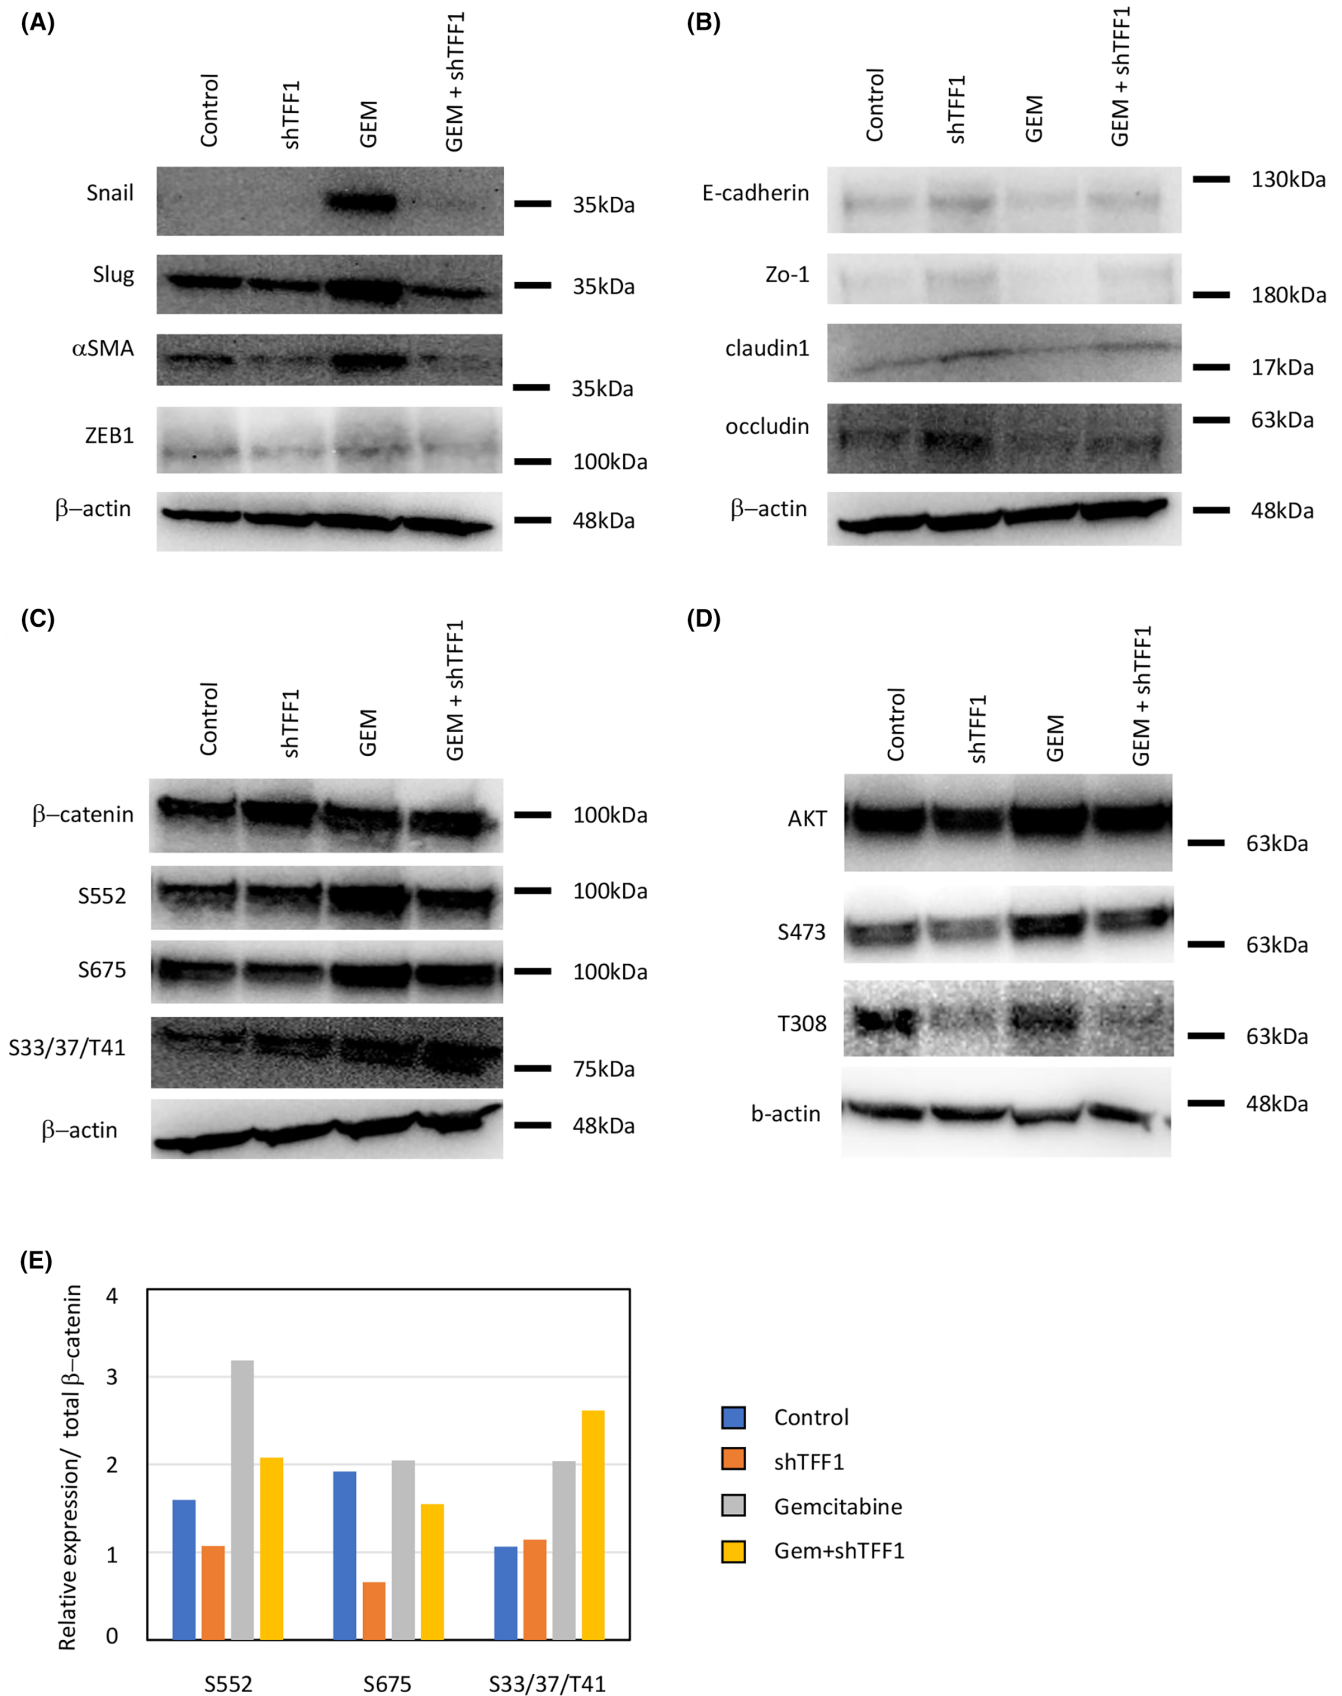 (A)
Control
shTFF1
GEM
GEM + shTFF1
Snail
35kDa
Slug
35kDa
αSMA
35kDa
ZEB1
100kDa
β−actin
48kDa
(B)
Control
shTFF1
GEM
GEM + shTFF1
E-cadherin
130kDa
Zo-1
180kDa
claudin1
17kDa
occludin
63kDa
β−actin
48kDa
(C)
Control
shTFF1
GEM
GEM + shTFF1
β−catenin
100kDa
S552
100kDa
S675
100kDa
S33/37/T41
75kDa
β−actin
48kDa
(D)
Control
shTFF1
GEM
GEM + shTFF1
AKT
63kDa
S473
63kDa
T308
63kDa
b-actin
48kDa
(E)
Relative expression/ total β−catenin
4
3
2
1
0
S552
S675
S33/37/T41
Control
shTFF1
Gemcitabine
Gem+shTFF1